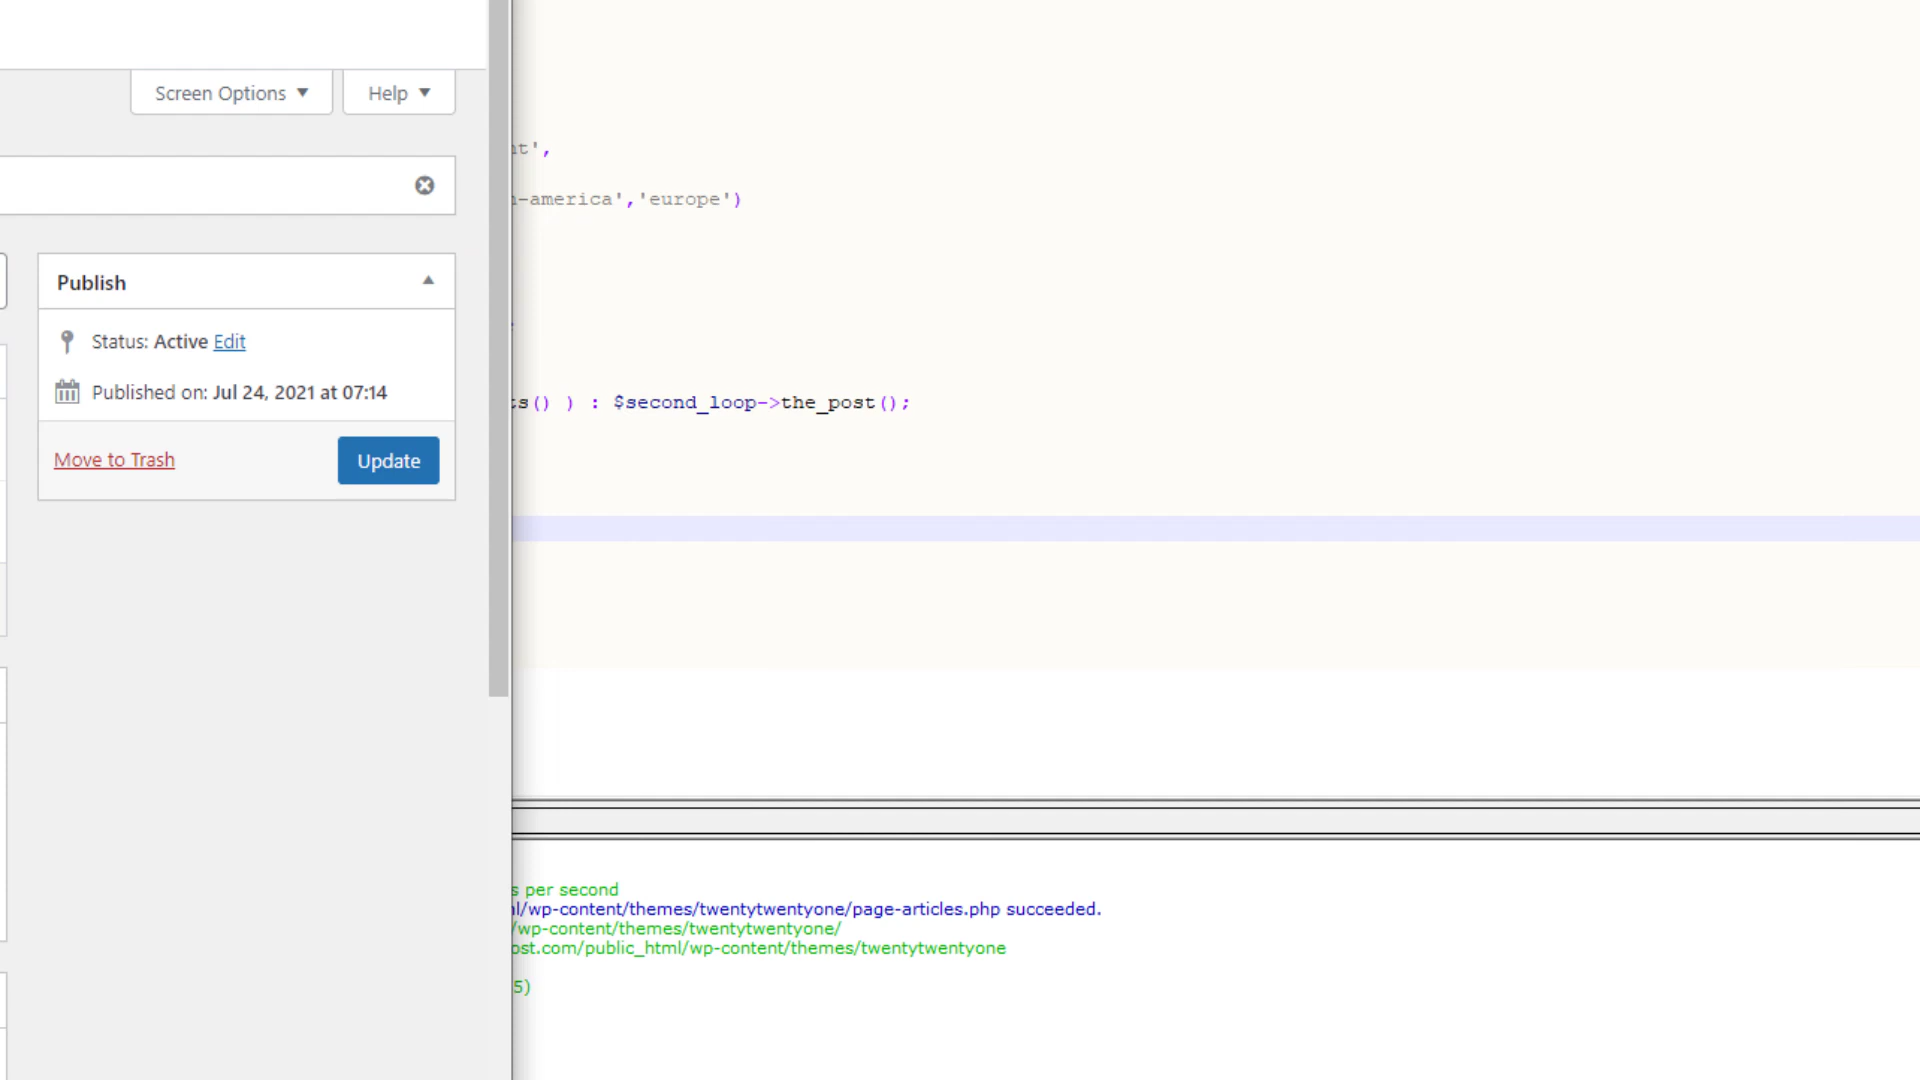 Screen Options ▼ Help ▼
Publish ▲
Status: Active Edit
Published on: Jul 24, 2021 at 07:14
Move to Trash Update
t',
-america','europe')
s() ) : $second_loop->the_post();
s per second
l/wp-content/themes/twentytwentyone/page-articles.php succeeded.
/wp-content/themes/twentytwentyone/
ost.com/public_html/wp-content/themes/twentytwentyone
5)